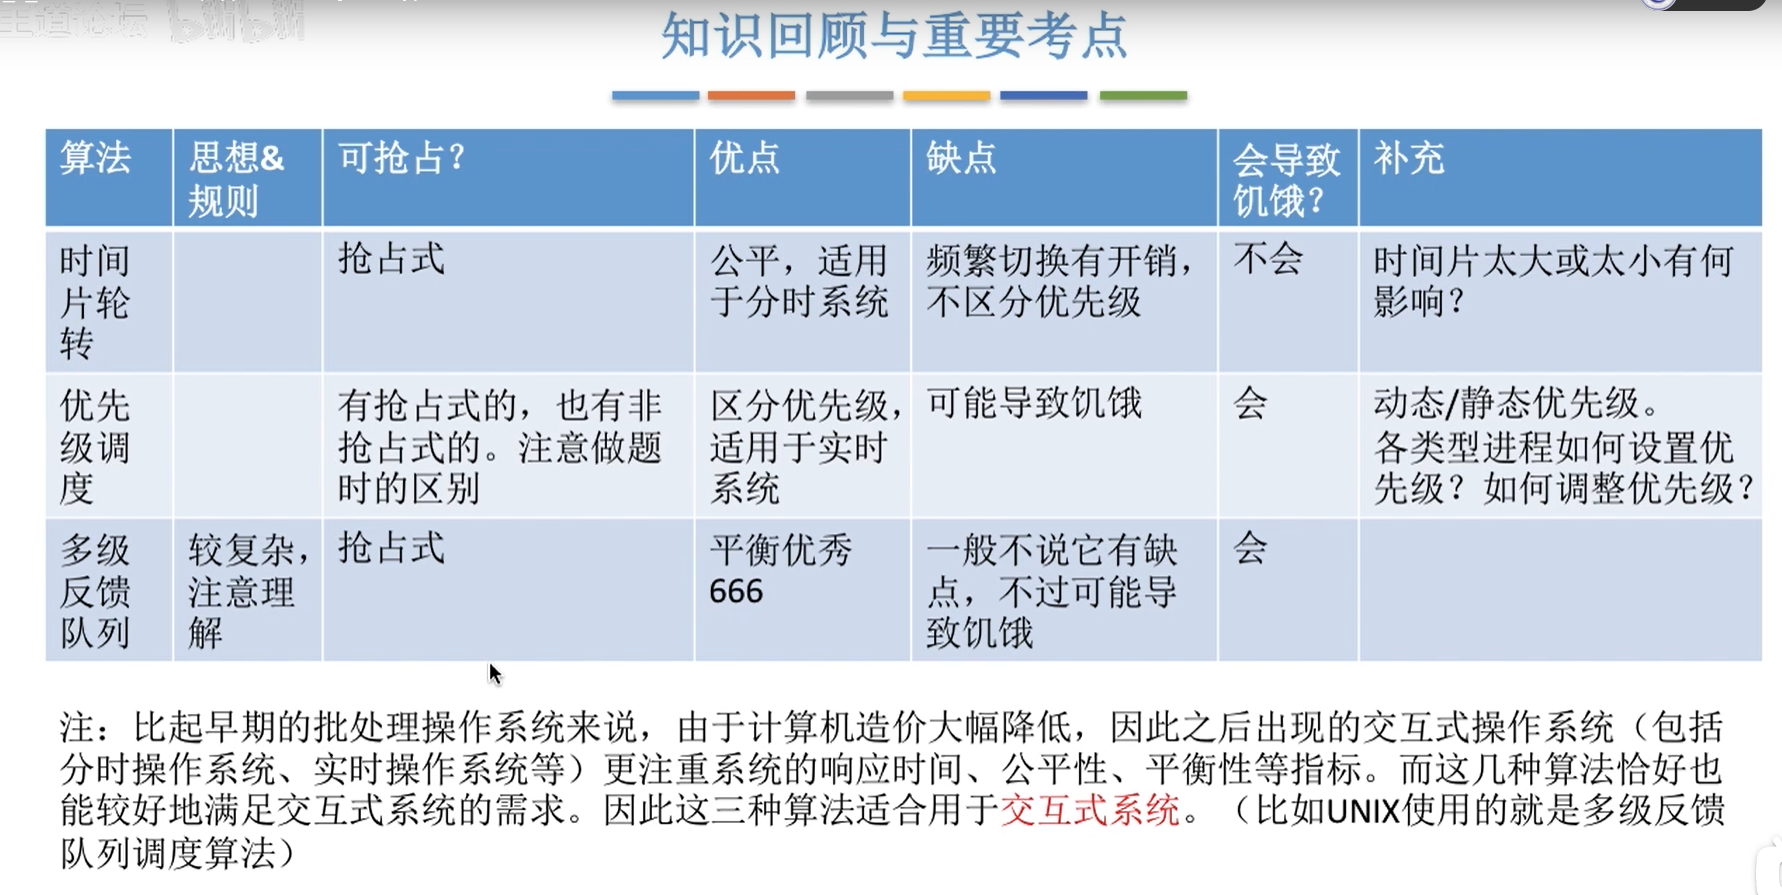 王道论坛 bilibili
知识回顾与重要考点
算法
思想&
规则
可抢占？
优点
缺点
会导致
饥饿？
补充
时间
片轮
转
抢占式
公平，适用
于分时系统
频繁切换有开销，
不区分优先级
不会
时间片太大或太小有何
影响？
优先
级调
度
有抢占式的，也有非
抢占式的。注意做题
时的区别
区分优先级，
适用于实时
系统
可能导致饥饿
会
动态/静态优先级。
各类型进程如何设置优
先级？如何调整优先级？
多级
反馈
队列
较复杂，
注意理
解
抢占式
平衡优秀
666
一般不说它有缺
点，不过可能导
致饥饿
会
注：比起早期的批处理操作系统来说，由于计算机造价大幅降低，因此之后出现的交互式操作系统（包括
分时操作系统、实时操作系统等）更注重系统的响应时间、公平性、平衡性等指标。而这几种算法恰好也
能较好地满足交互式系统的需求。因此这三种算法适合用于交互式系统。（比如UNIX使用的就是多级反馈
队列调度算法）